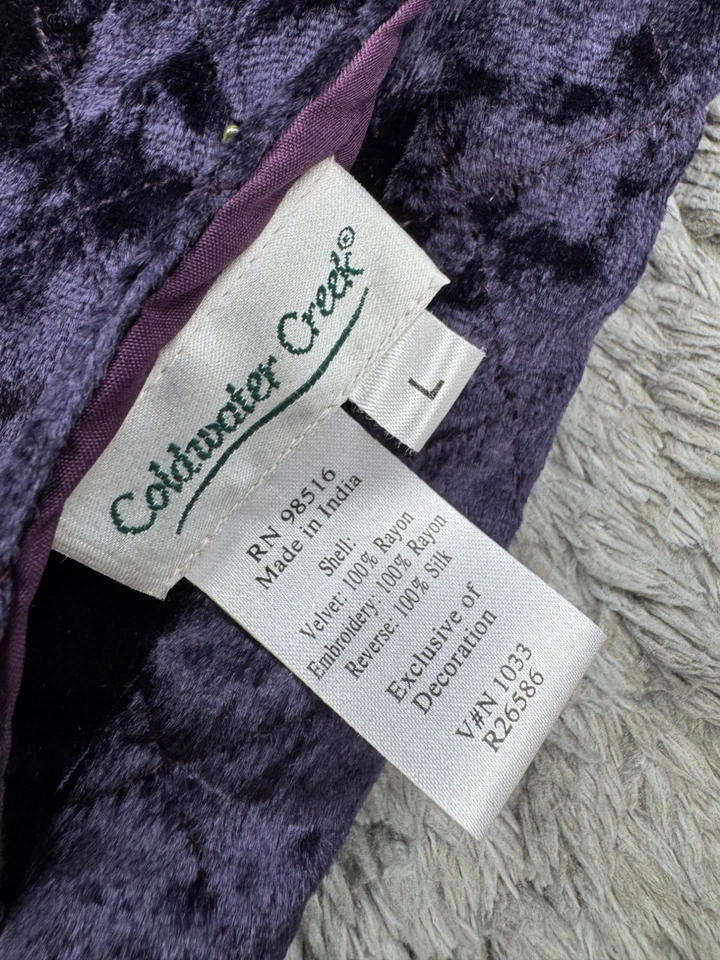 Coldwater Creek®
L
RN 98516
Made in India
Shell:
Velvet: 100% Rayon
Embroidery: 100% Rayon
Reverse: 100% Silk
Exclusive of
Decoration
V#N 1033
R26586